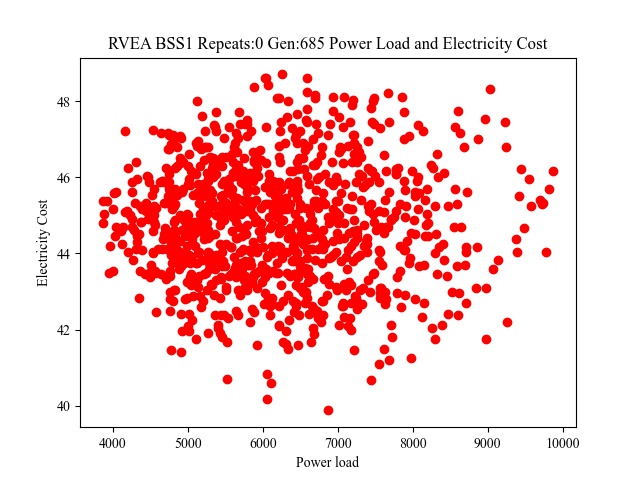 RVEA BSS1 Repeats:0 Gen:685 Power Load and Electricity Cost
48
46
44
42
40
Electricity Cost
4000 5000 6000 7000 8000 9000 10000
Power load